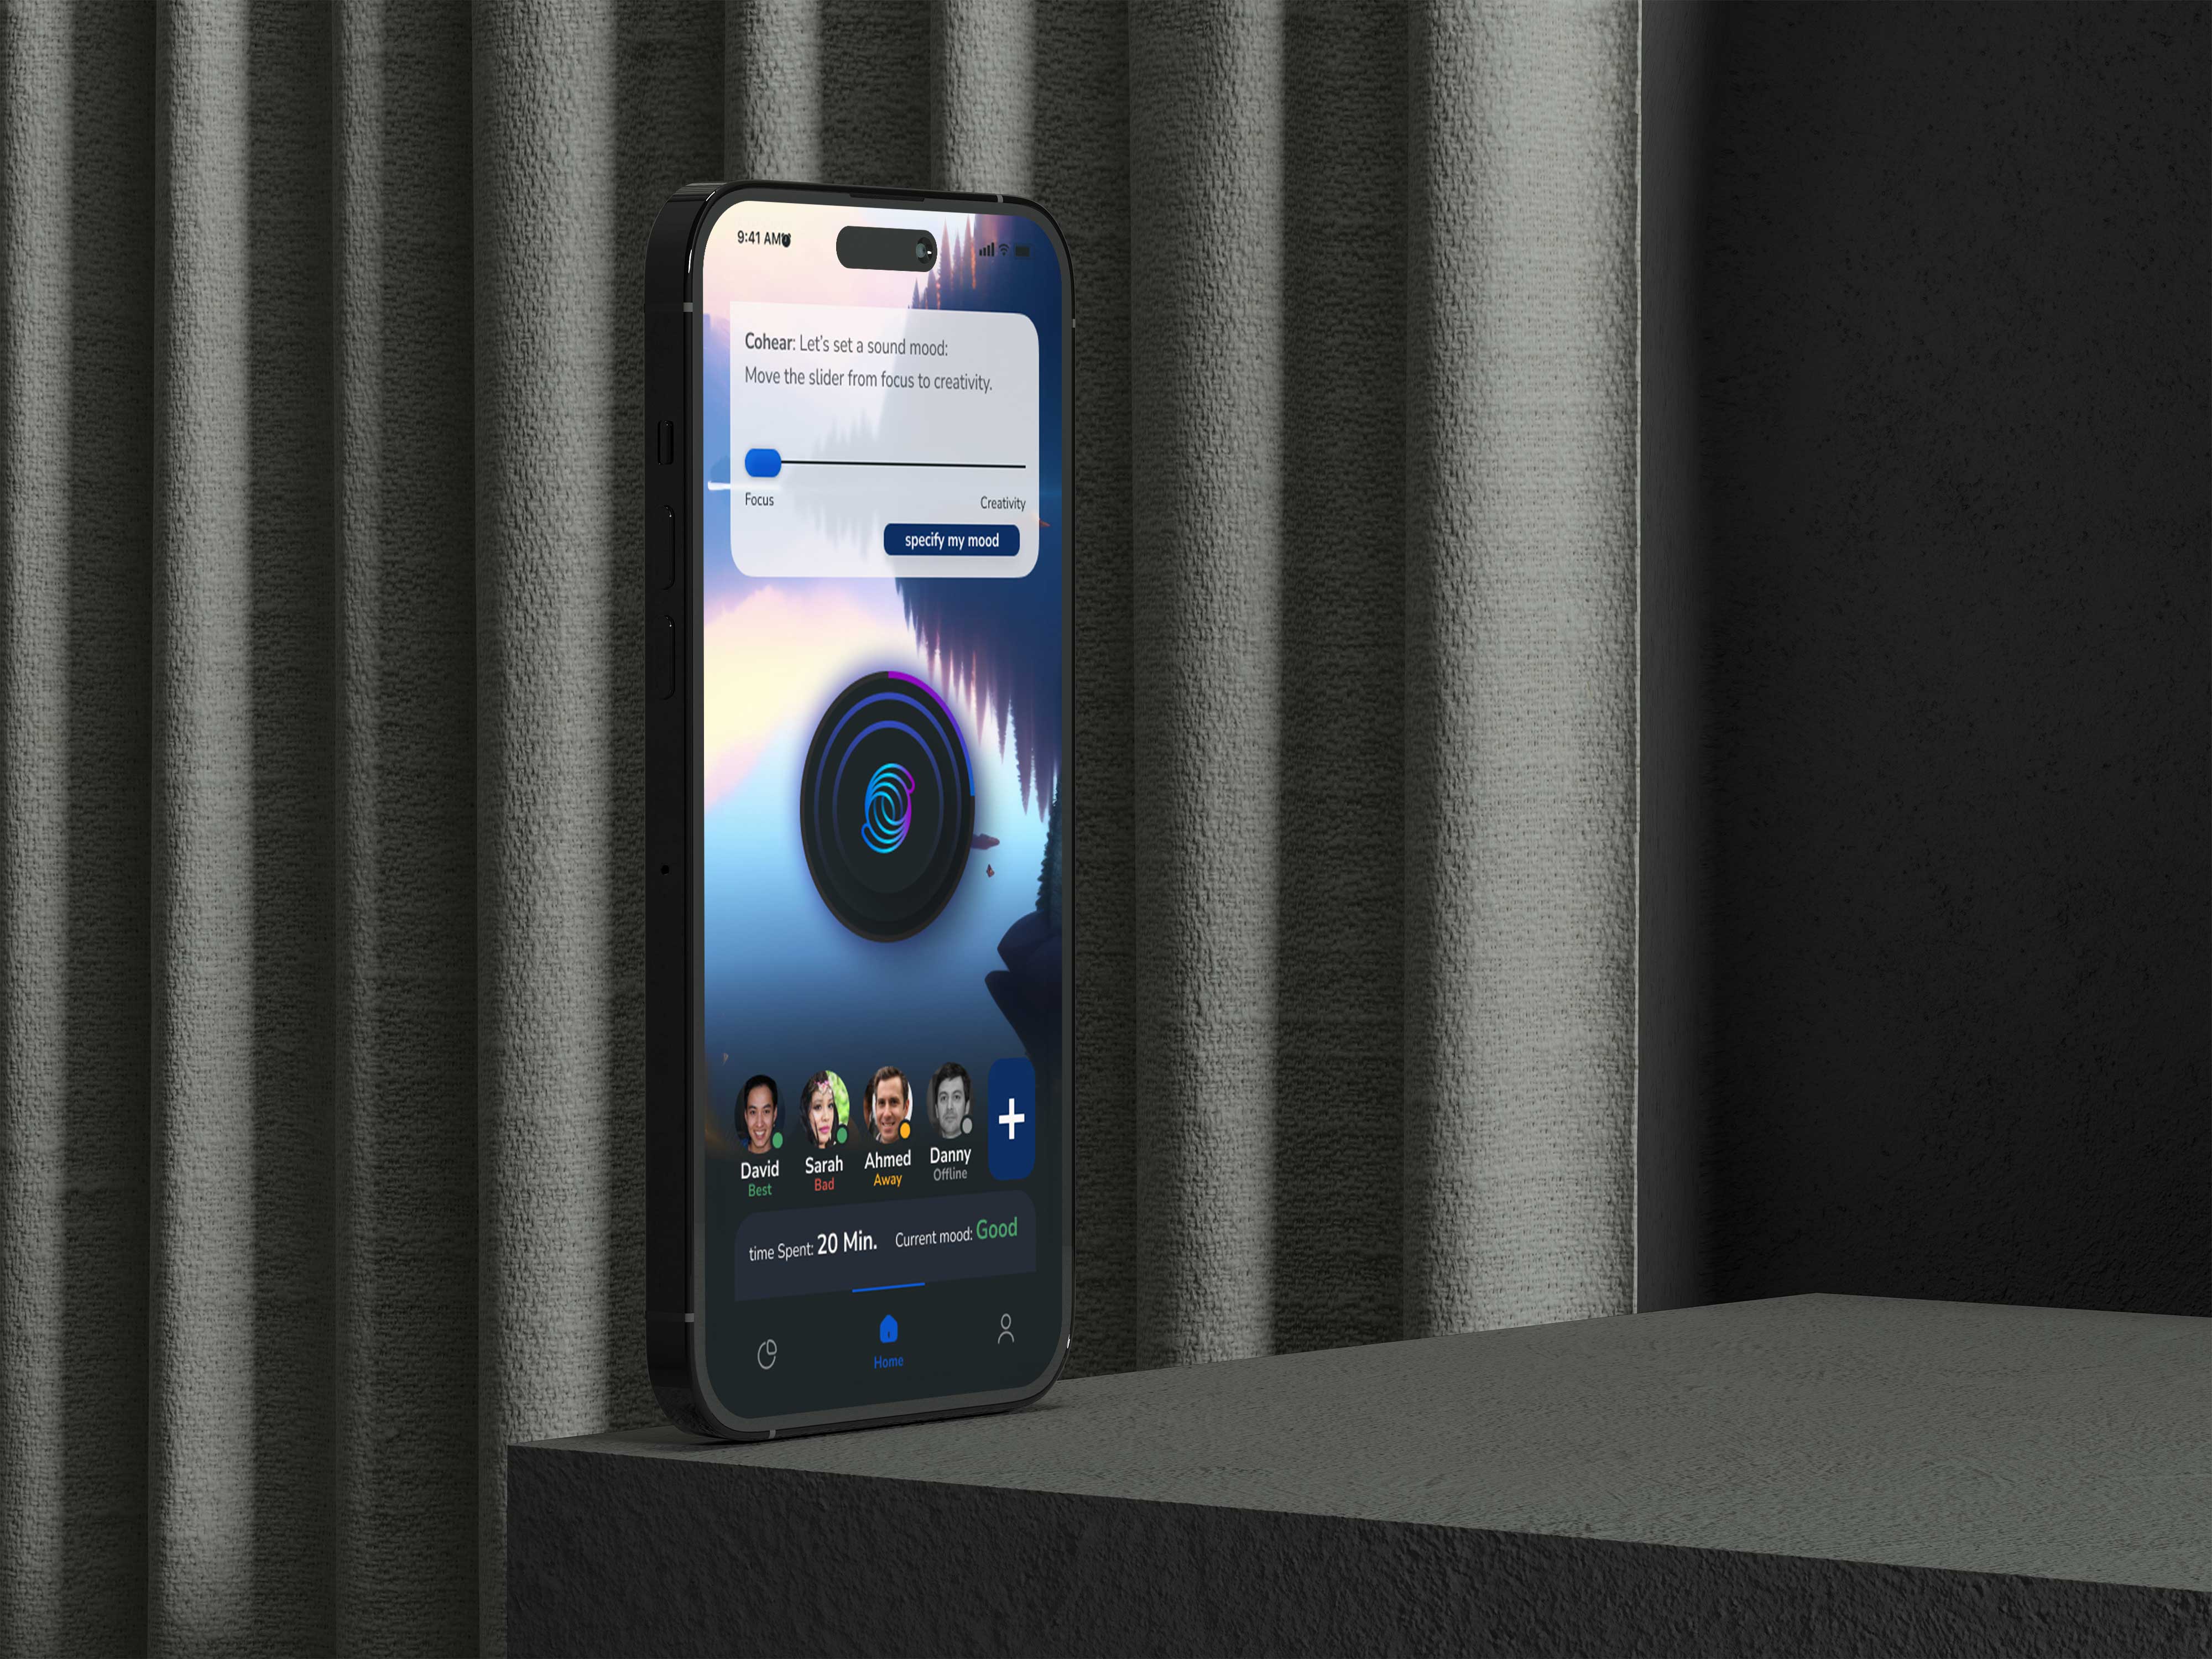 9:41 AM
Cohear: Let's set a sound mood:
Move the slider from focus to creativity.
Focus
Creativity
specify my mood
David
Best
Sarah
Bad
Ahmed
Away
Danny
Offline
time Spent: 20 Min.
Current mood: Good
Home